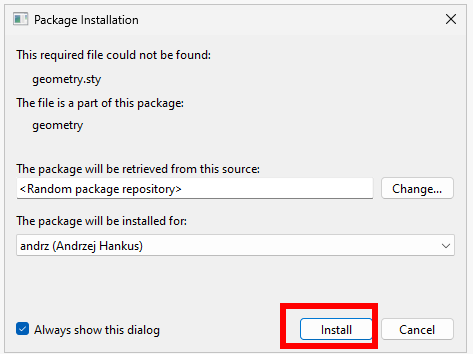 Package Installation
This required file could not be found:
geometry.sty
The file is a part of this package:
geometry
The package will be retrieved from this source:
<Random package repository>
Change...
The package will be installed for:
andrz (Andrzej Hankus)
Always show this dialog
Install
Cancel